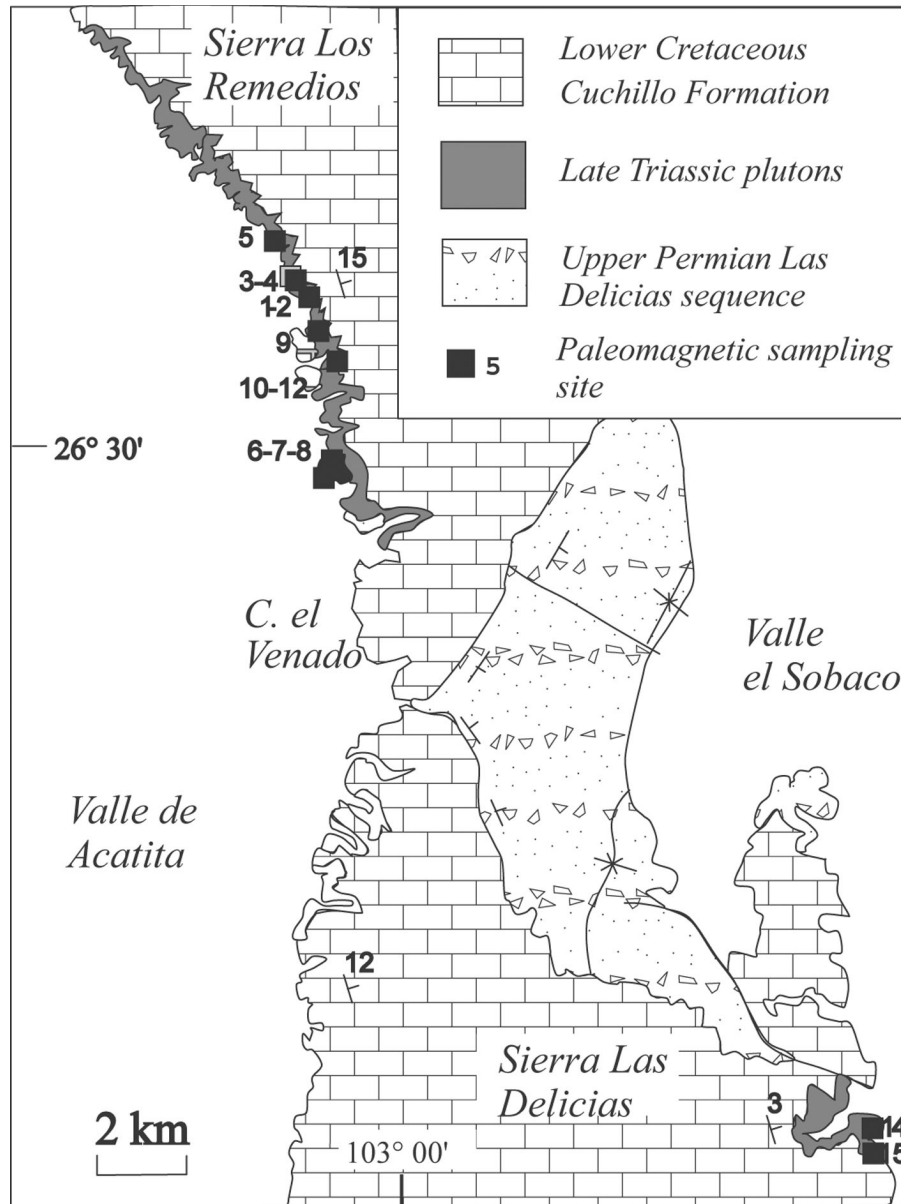 Sierra Los
Remedios
Lower Cretaceous
Cuchillo Formation
Late Triassic plutons
Upper Permian Las
Delicias sequence
5
Paleomagnetic sampling
site
5
15
3-4
1-2
9
10-12
26° 30'
6-7-8
C. el
Venado
Valle
el Sobaco
Valle de
Acatita
12
Sierra Las
Delicias
3
14
15
2 km
103° 00'